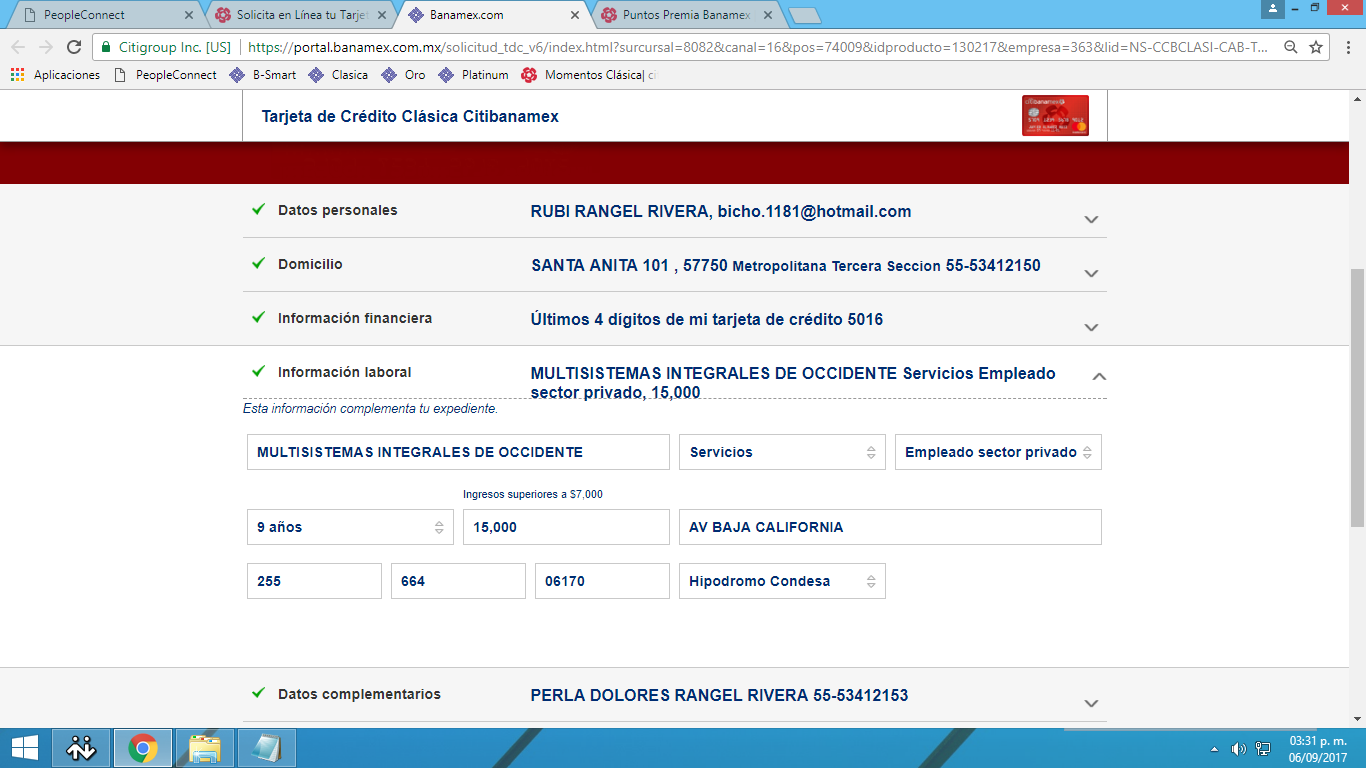 PeopleConnect
Solicita en Línea tu Tarjet
Banamex.com
Puntos Premia Banamex
Citigroup Inc. [US]
https://portal.banamex.com.mx/solicitud_tdc_v6/index.html?sursursal=8082&canal=16&pos=74009&idproducto=130217&empresa=363&lid=NS-CCBCLASI-CAB-T...
Aplicaciones
PeopleConnect
B-Smart
Clasica
Oro
Platinum
Momentos Clásica| ci
Tarjeta de Crédito Clásica Citibanamex
Datos personales
RUBI RANGEL RIVERA, bicho.1181@hotmail.com
Domicilio
SANTA ANITA 101 , 57750 Metropolitana Tercera Seccion 55-53412150
Información financiera
Últimos 4 dígitos de mi tarjeta de crédito 5016
Información laboral
MULTISISTEMAS INTEGRALES DE OCCIDENTE Servicios Empleado
sector privado, 15,000
Esta información complementa tu expediente.
MULTISISTEMAS INTEGRALES DE OCCIDENTE
Servicios
Empleado sector privado
Ingresos superiores a $7,000
9 años
15,000
AV BAJA CALIFORNIA
255
664
06170
Hipodromo Condesa
Datos complementarios
PERLA DOLORES RANGEL RIVERA 55-53412153
03:31 p. m.
06/09/2017